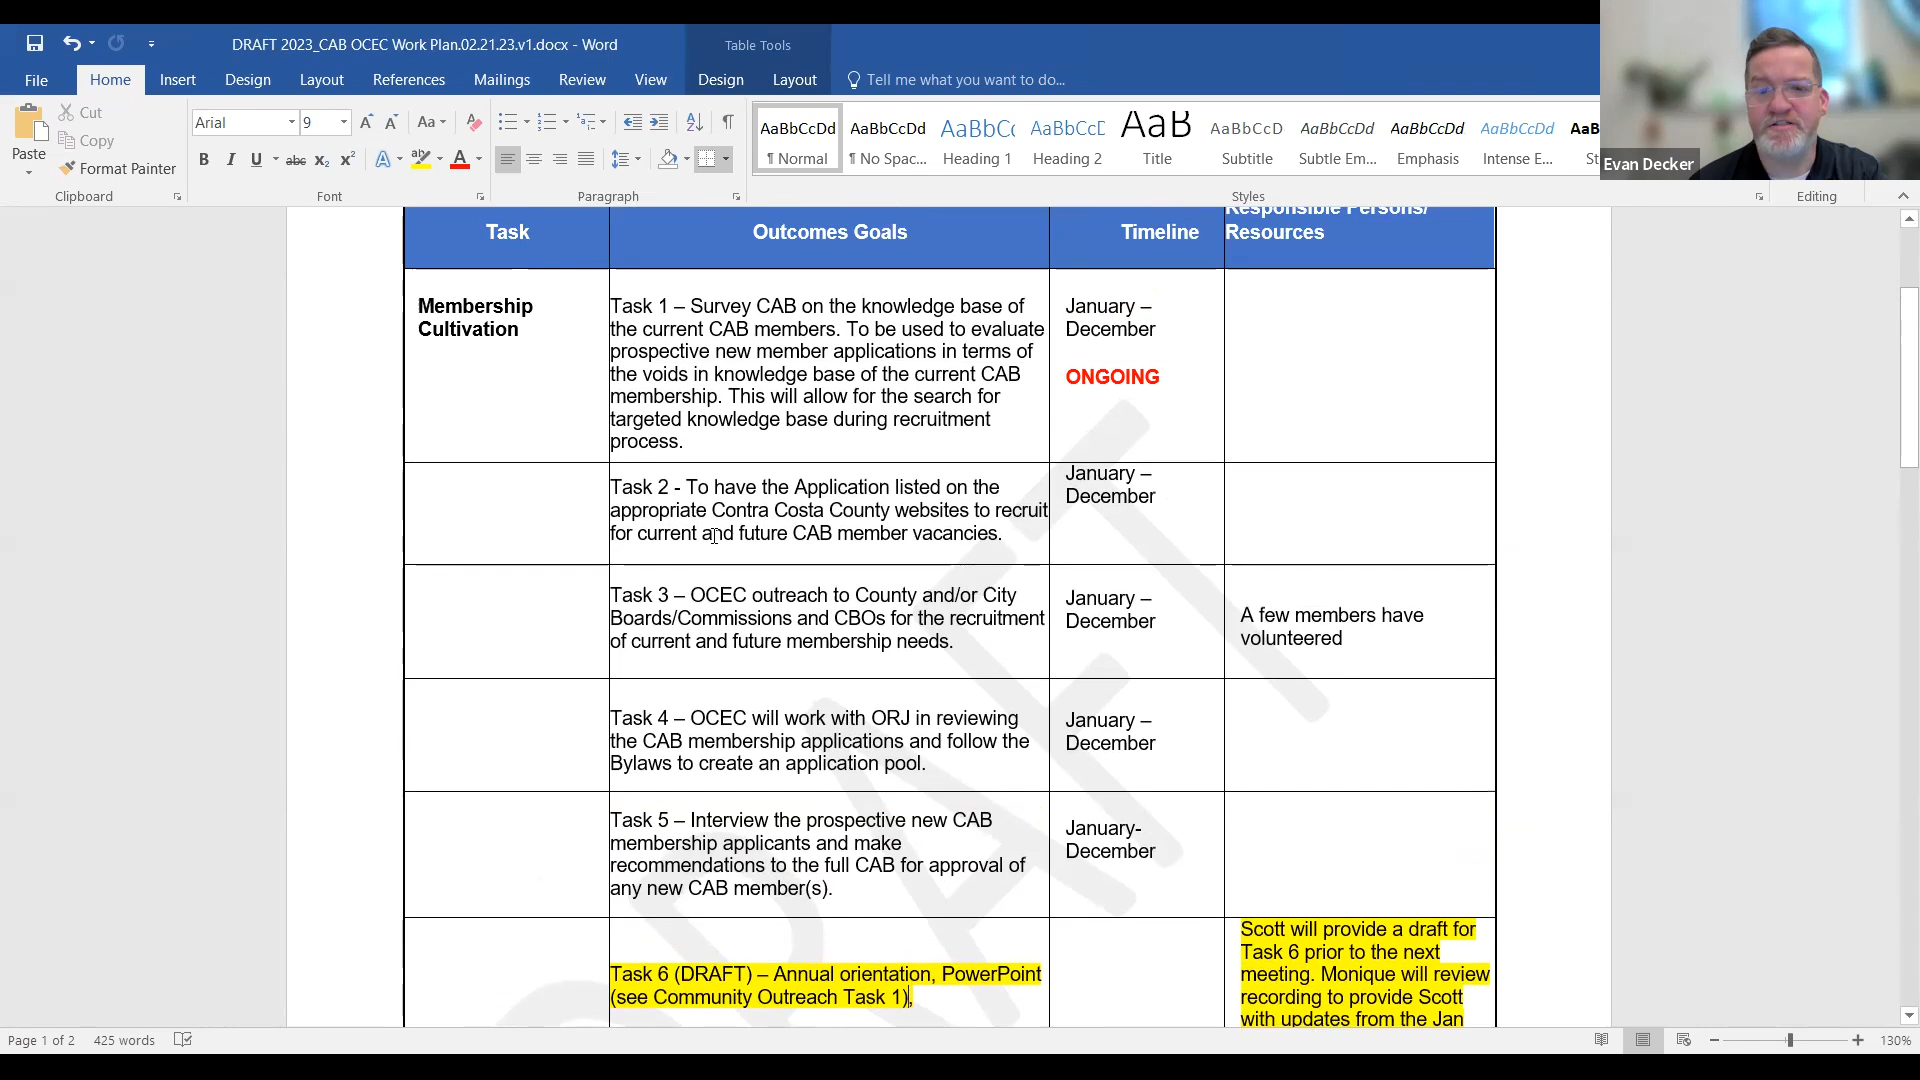 DRAFT 2023_CAB OCEC Work Plan.02.21.23.v1.docx - Word
Table Tools
File
Home
Insert
Design
Layout
References
Mailings
Review
View
Design
Layout
Tell me what you want to do...
Paste
Cut
Copy
Format Painter
Clipboard
Arial
9
Font
Paragraph
AaBbCcDd
¶ Normal
AaBbCcDd
¶ No Spac...
AaBbCc
Heading 1
AaBbCcD
Heading 2
AaB
Title
AaBbCcD
Subtitle
AaBbCcDd
Subtle Em...
AaBbCcDd
Emphasis
AaBbCcDd
Intense E...
Styles
Editing
Evan Decker
Task
Outcomes Goals
Timeline
Responsible Persons/
Resources
Membership
Cultivation
Task 1 – Survey CAB on the knowledge base of
the current CAB members. To be used to evaluate
prospective new member applications in terms of
the voids in knowledge base of the current CAB
membership. This will allow for the search for
targeted knowledge base during recruitment
process.
January –
December
ONGOING
Task 2 - To have the Application listed on the
appropriate Contra Costa County websites to recruit
for current and future CAB member vacancies.
January –
December
Task 3 – OCEC outreach to County and/or City
Boards/Commissions and CBOs for the recruitment
of current and future membership needs.
January –
December
A few members have
volunteered
Task 4 – OCEC will work with ORJ in reviewing
the CAB membership applications and follow the
Bylaws to create an application pool.
January –
December
Task 5 – Interview the prospective new CAB
membership applicants and make
recommendations to the full CAB for approval of
any new CAB member(s).
January-
December
Task 6 (DRAFT) – Annual orientation, PowerPoint
(see Community Outreach Task 1),
Scott will provide a draft for
Task 6 prior to the next
meeting. Monique will review
recording to provide Scott
with updates from the Jan
DRAFT
Page 1 of 2
425 words
130%